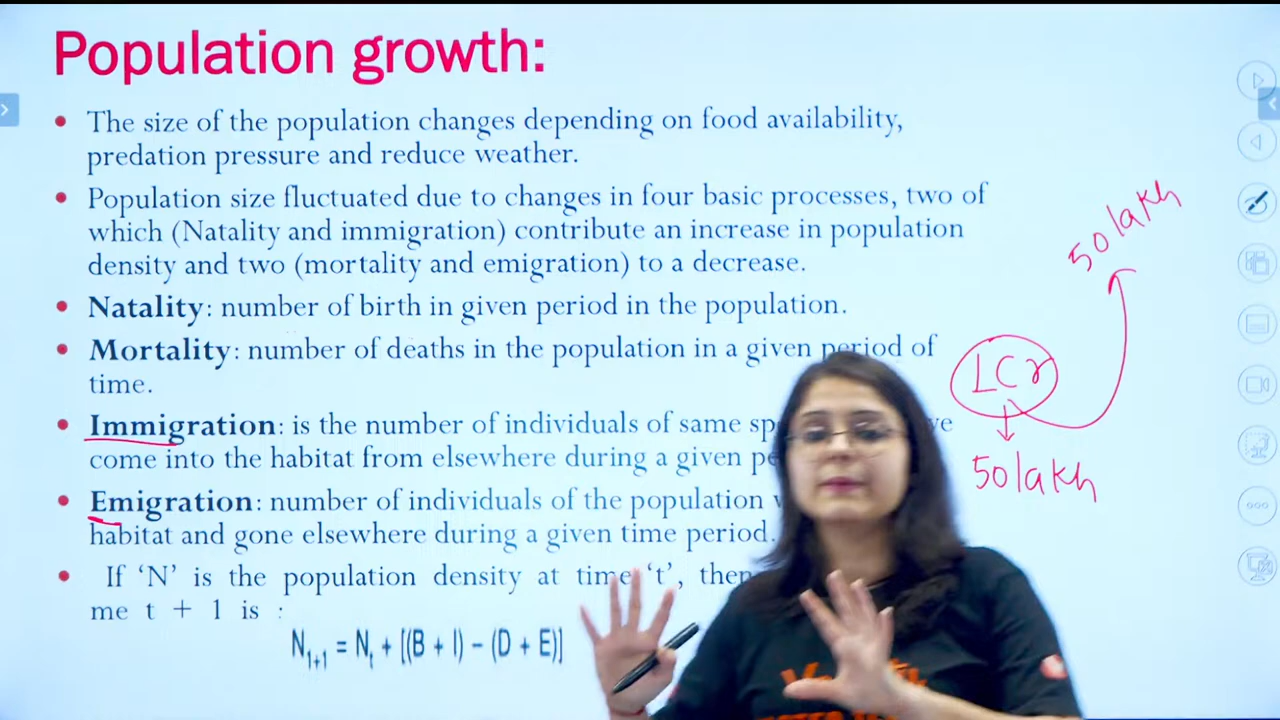 Population growth:
• The size of the population changes depending on food availability,
predation pressure and reduce weather.
• Population size fluctuated due to changes in four basic processes, two of
which (Natality and immigration) contribute an increase in population
density and two (mortality and emigration) to a decrease.
• Natality: number of birth in given period in the population.
• Mortality: number of deaths in the population in a given period of
time.
• Immigration: is the number of individuals of same
come into the habitat from elsewhere during a given
• Emigration: number of individuals of the population
habitat and gone elsewhere during a given time period.
• If ‘N’ is the population density at time ‘t’, then
me t + 1 is :
N1+1 = Nt + [(B + I) – (D + E)]
50 lakh
1Cr
50 lakh